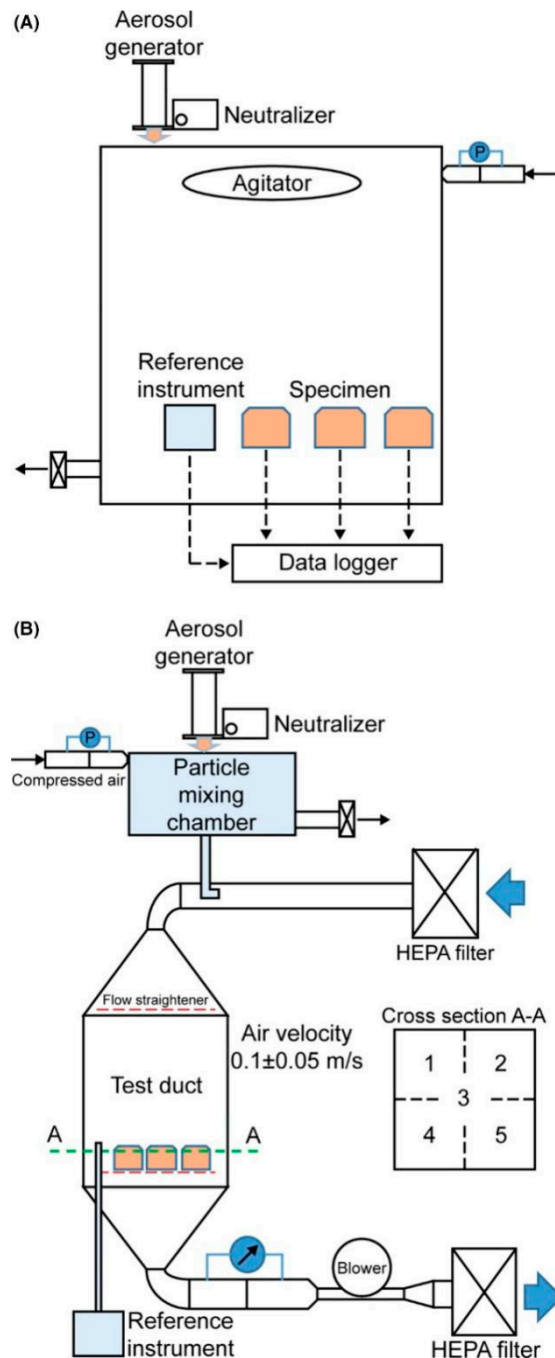 (A)
Aerosol
generator
Neutralizer
P
Agitator
Reference
instrument
Specimen
Data logger
(B)
Aerosol
generator
Neutralizer
P
Compressed air
Particle
mixing
chamber
HEPA filter
Flow straightener
Air velocity
0.1±0.05 m/s
Cross section A-A
1 2
3
4 5
Test duct
A A
Blower
Reference
instrument
HEPA filter